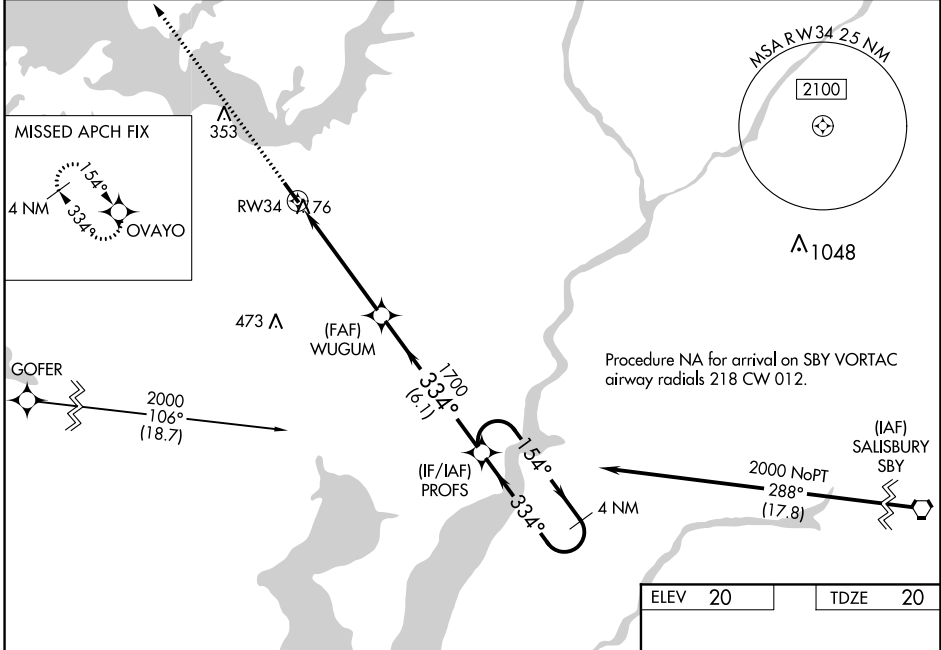 MSA RW34 25 NM
2100
MISSED APCH FIX
154°
4 NM
334°
OVAYO
353
RW34
76
1048
473
(FAF)
WUGUM
Procedure NA for arrival on SBY VORTAC
airway radials 218 CW 012.
GOFER
2000
106°
(18.7)
1700
334°
(6.1)
(IF/IAF)
PROFS
154°
334°
4 NM
(IAF)
SALISBURY
SBY
2000 NoPT
288°
(17.8)
ELEV 20
TDZE 20